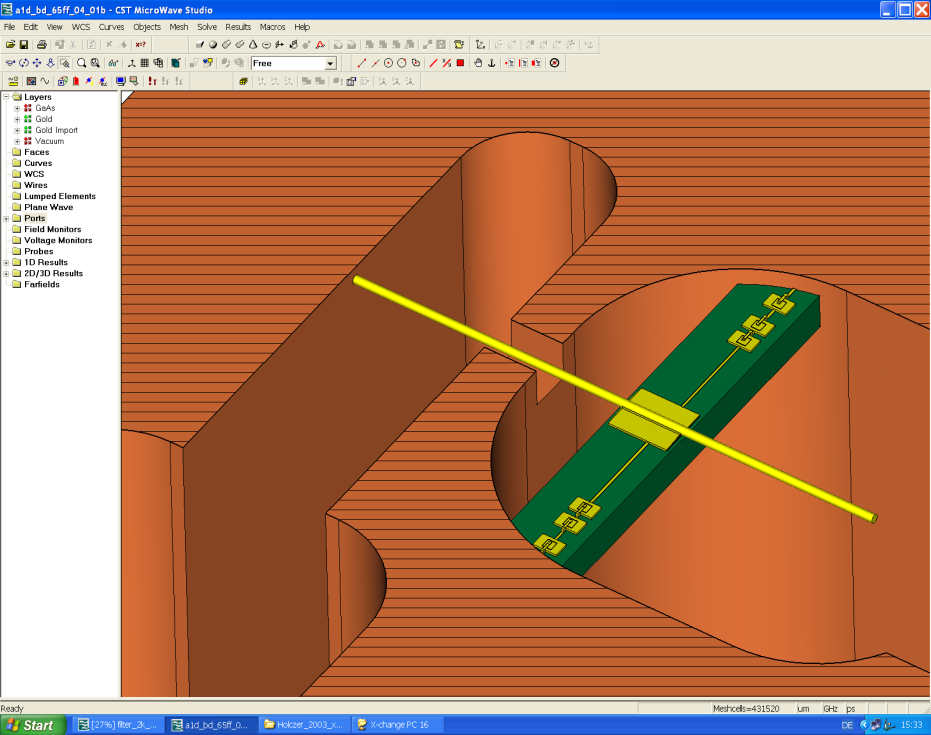 a1d_bd_65ff_04_01b - CST MicroWave Studio
File Edit View WCS Curves Objects Mesh Solve Results Macros Help
Free
Layers
GaAs
Gold
Gold Import
Vacuum
Faces
Curves
WCS
Wires
Lumped Elements
Plane Wave
Ports
Field Monitors
Voltage Monitors
Probes
1D Results
2D/3D Results
Farfields
Ready
Meshcells=431520 um GHz ps
Start [27%] filter_2k_... a1d_bd_65ff_0... Holczer_2003_x... X-change PC 16 DE 15:33